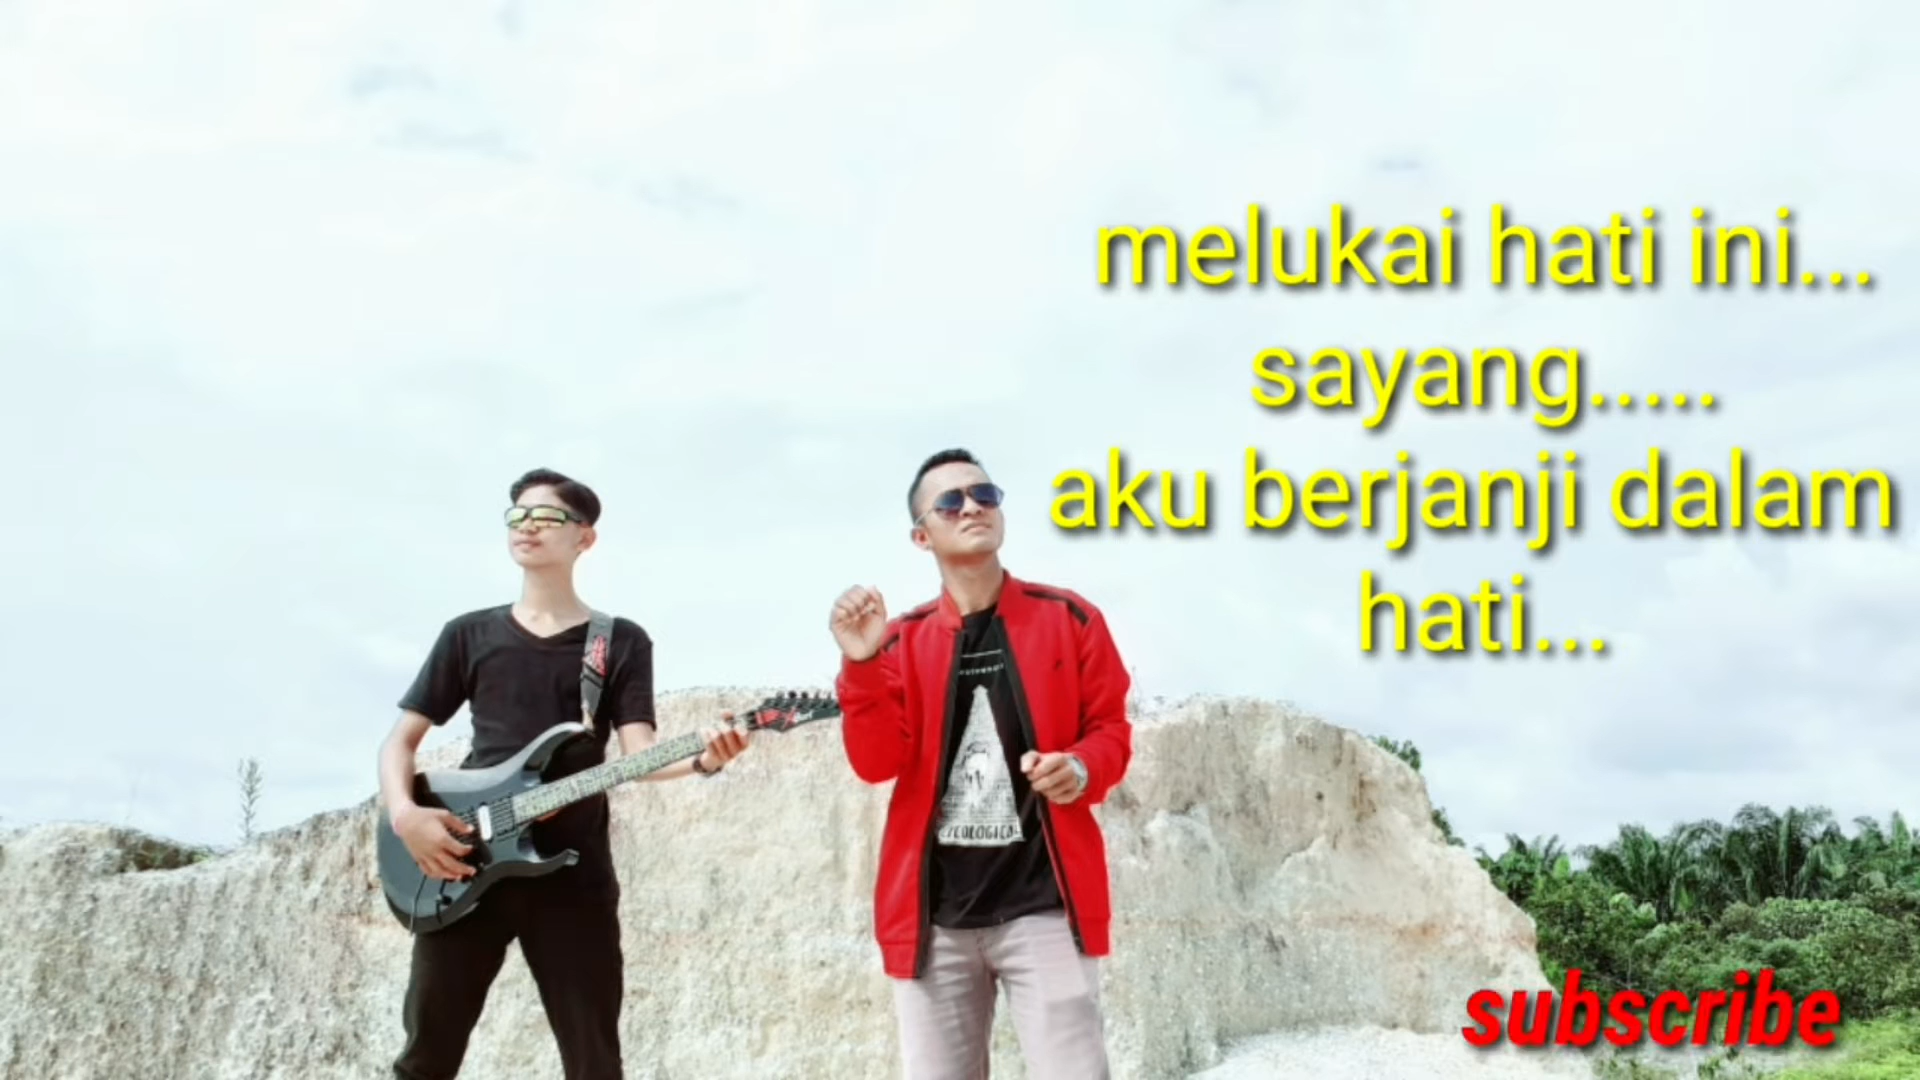 melukai hati ini...
sayang.....
aku berjanji dalam
hati...
subscribe